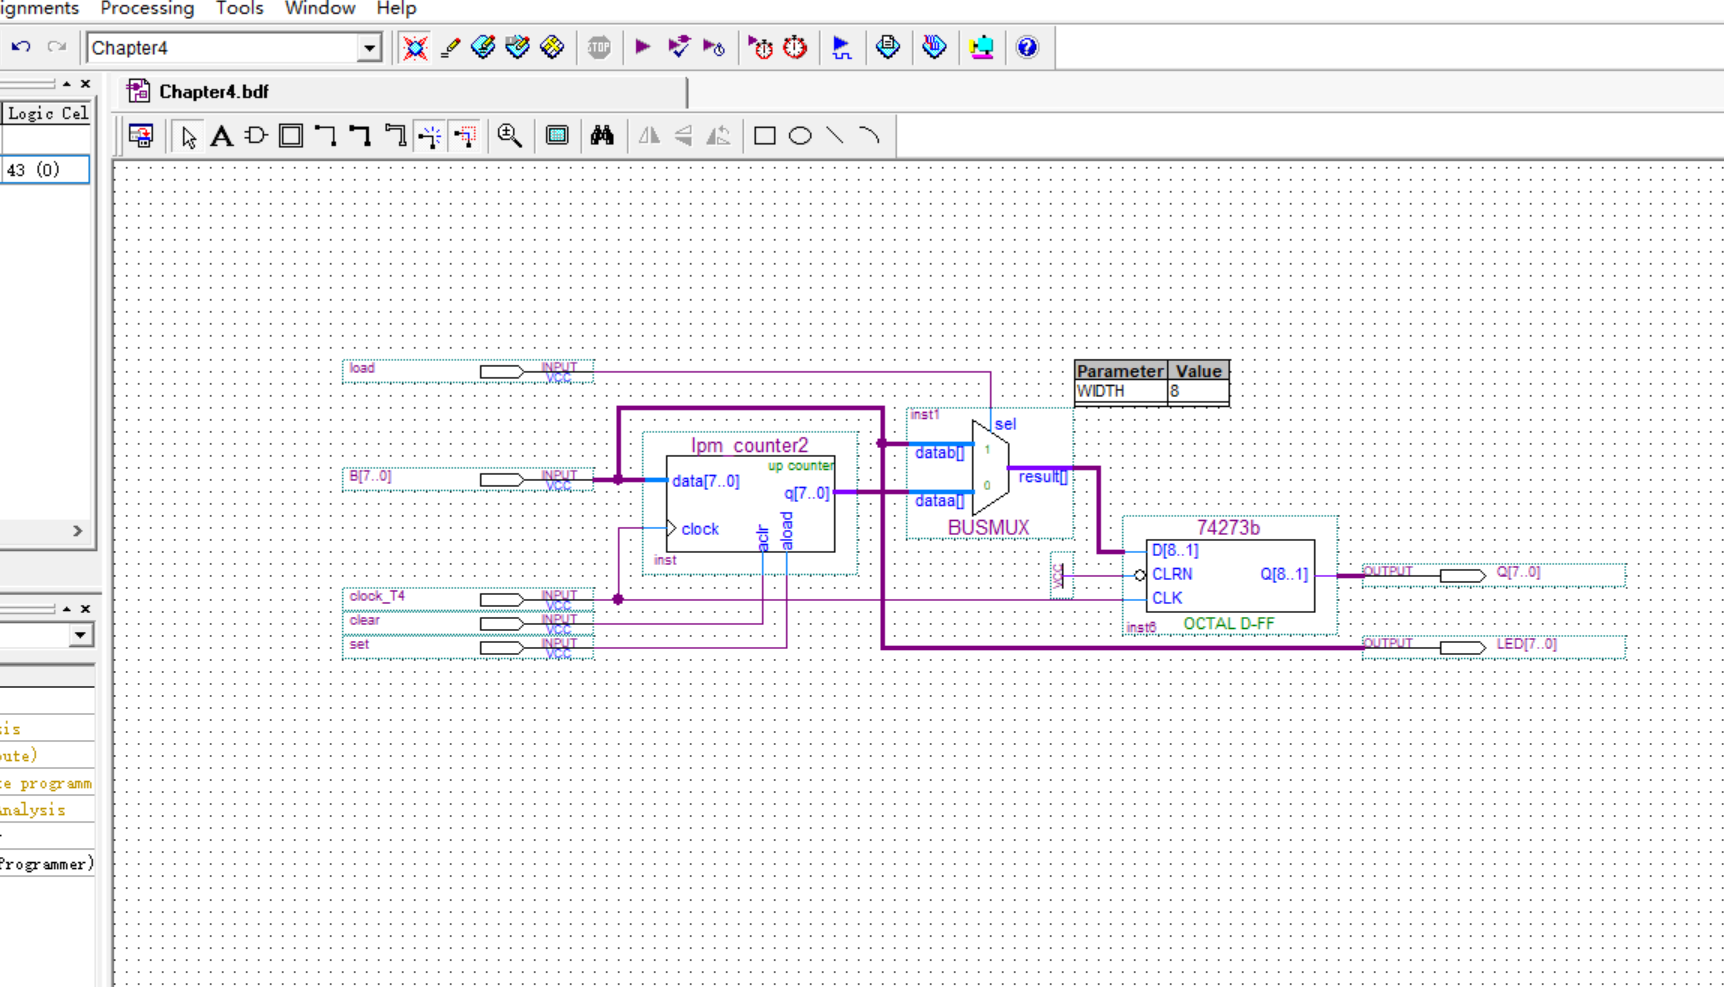 ignments Processing Tools Window Help
Chapter4
STOP
Chapter4.bdf
Logic Cel
A
43 (0)
load INPUT
VCC
Parameter Value
WIDTH 8
inst1
sel
lpm_counter2
up counter
datab[]
1
B[7..0] INPUT
VCC
data[7..0]
q[7..0]
result[]
0
dataa[]
clock
aclr
aload
BUSMUX
inst
74273b
D[8..1]
VCC
CLRN
Q[8..1]
OUTPUT Q[7..0]
CLK
clock_T4 INPUT
VCC
clear INPUT
VCC
inst6 OCTAL D-FF
set INPUT
VCC
OUTPUT LED[7..0]
sis
oute)
te programm
Analysis
Programmer)